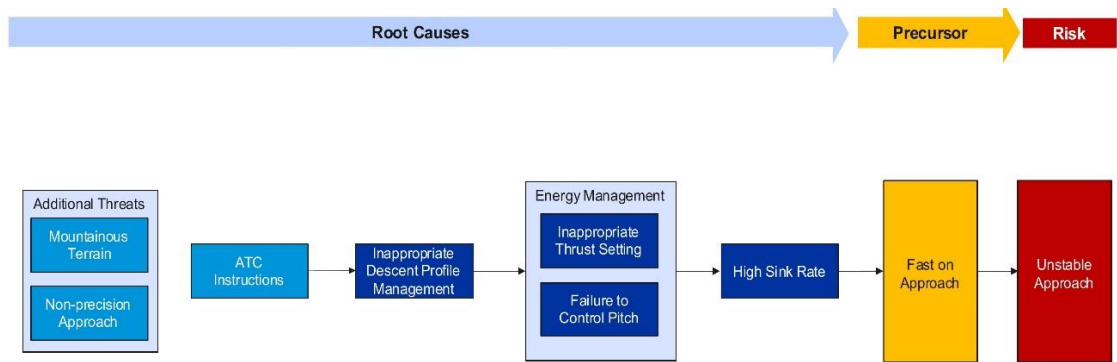 Root Causes
Precursor
Risk
Additional Threats
Mountainous
Terrain
Non-precision
Approach
ATC
Instructions
Inappropriate
Descent Profile
Management
Energy Management
Inappropriate
Thrust Setting
Failure to
Control Pitch
High Sink Rate
Fast on
Approach
Unstable
Approach